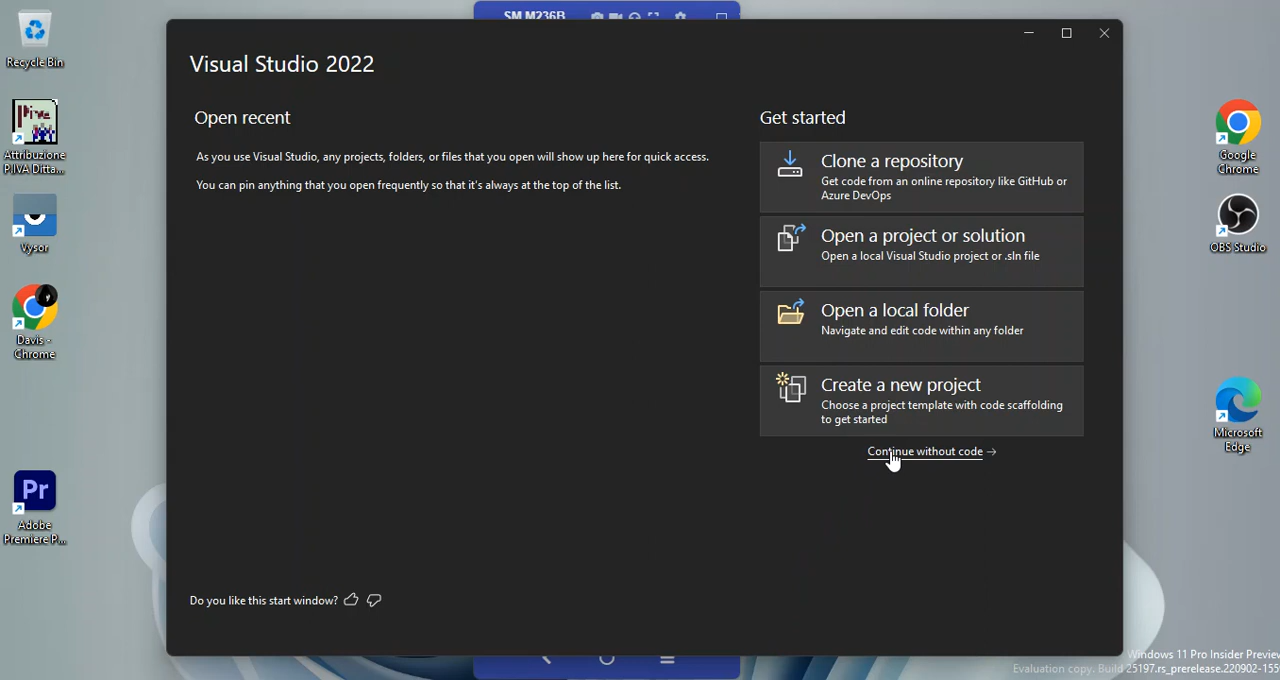 SM M236B
Recycle Bin
Visual Studio 2022
Open recent
As you use Visual Studio, any projects, folders, or files that you open will show up here for quick access.
You can pin anything that you open frequently so that it's always at the top of the list.
Get started
Clone a repository
Get code from an online repository like GitHub or
Azure DevOps
Open a project or solution
Open a local Visual Studio project or .sln file
Open a local folder
Navigate and edit code within any folder
Create a new project
Choose a project template with code scaffolding
to get started
Continue without code →
Do you like this start window?
Piva
Attribuzione
P.IIVA Ditta...
Vysor
Davis -
Chrome
Pr
Adobe
Premiere P...
Google
Chrome
OBS Studio
Microsoft
Edge
Windows 11 Pro Insider Preview
Evaluation copy. Build 25197.rs_prerelease.220902-155